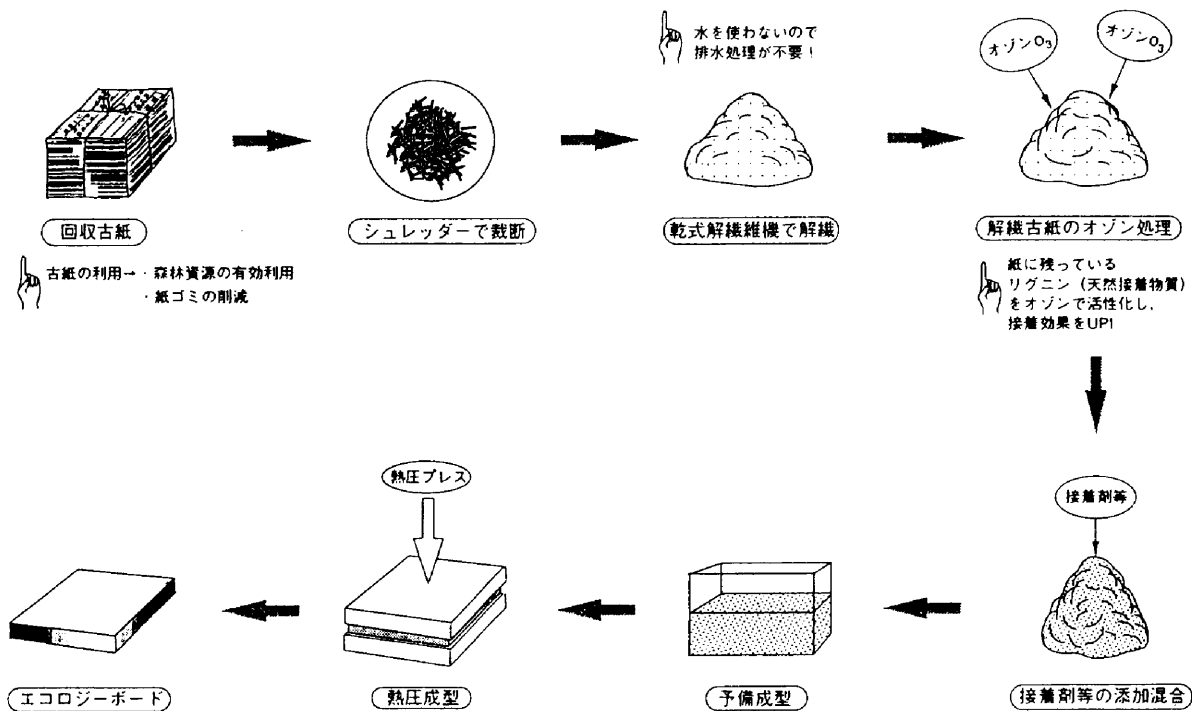 水を使わないので
排水処理が不要！
オゾンO₃
オゾンO₃
回収古紙
シュレッダーで裁断
乾式解繊維機で解繊
解繊古紙のオゾン処理
古紙の利用→・森林資源の有効利用
・紙ゴミの削減
紙に残っている
リグニン（天然接着物質）
をオゾンで活性化し，
接着効果をUP！
熱圧プレス
接着剤等
エコロジーボード
熱圧成型
予備成型
接着剤等の添加混合